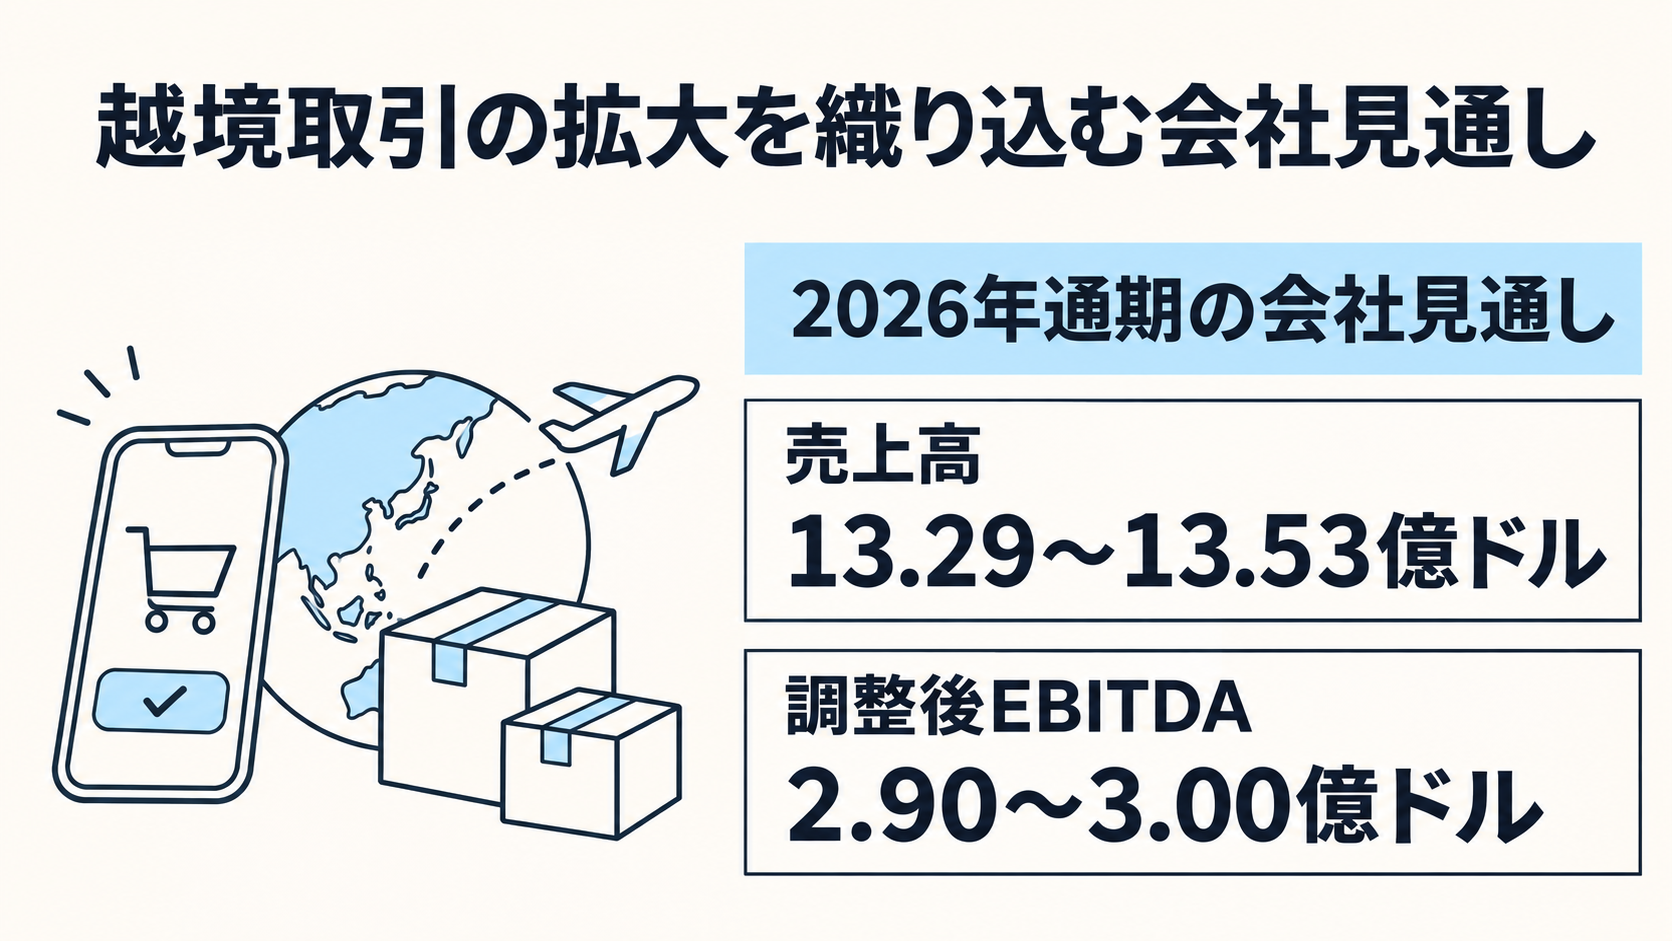 越境取引の拡大を織り込む会社見通し
2026年通期の会社見通し
売上高
13.29～13.53億ドル
調整後EBITDA
2.90～3.00億ドル